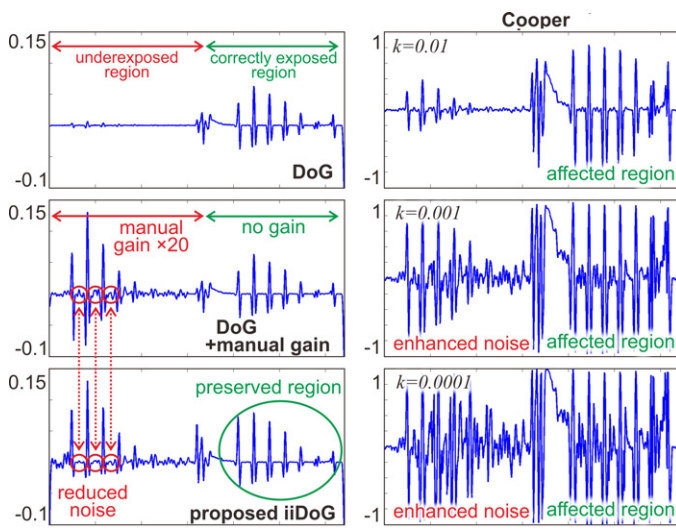 Cooper
0.15
underexposed
region
correctly exposed
region
DoG
-0.1
1
k=0.01
affected region
-1
0.15
manual
gain ×20
no gain
DoG
+manual gain
-0.1
1
k=0.001
enhanced noise
affected region
-1
0.15
preserved region
reduced
noise
proposed iiDoG
-0.1
1
k=0.0001
enhanced noise
affected region
-1